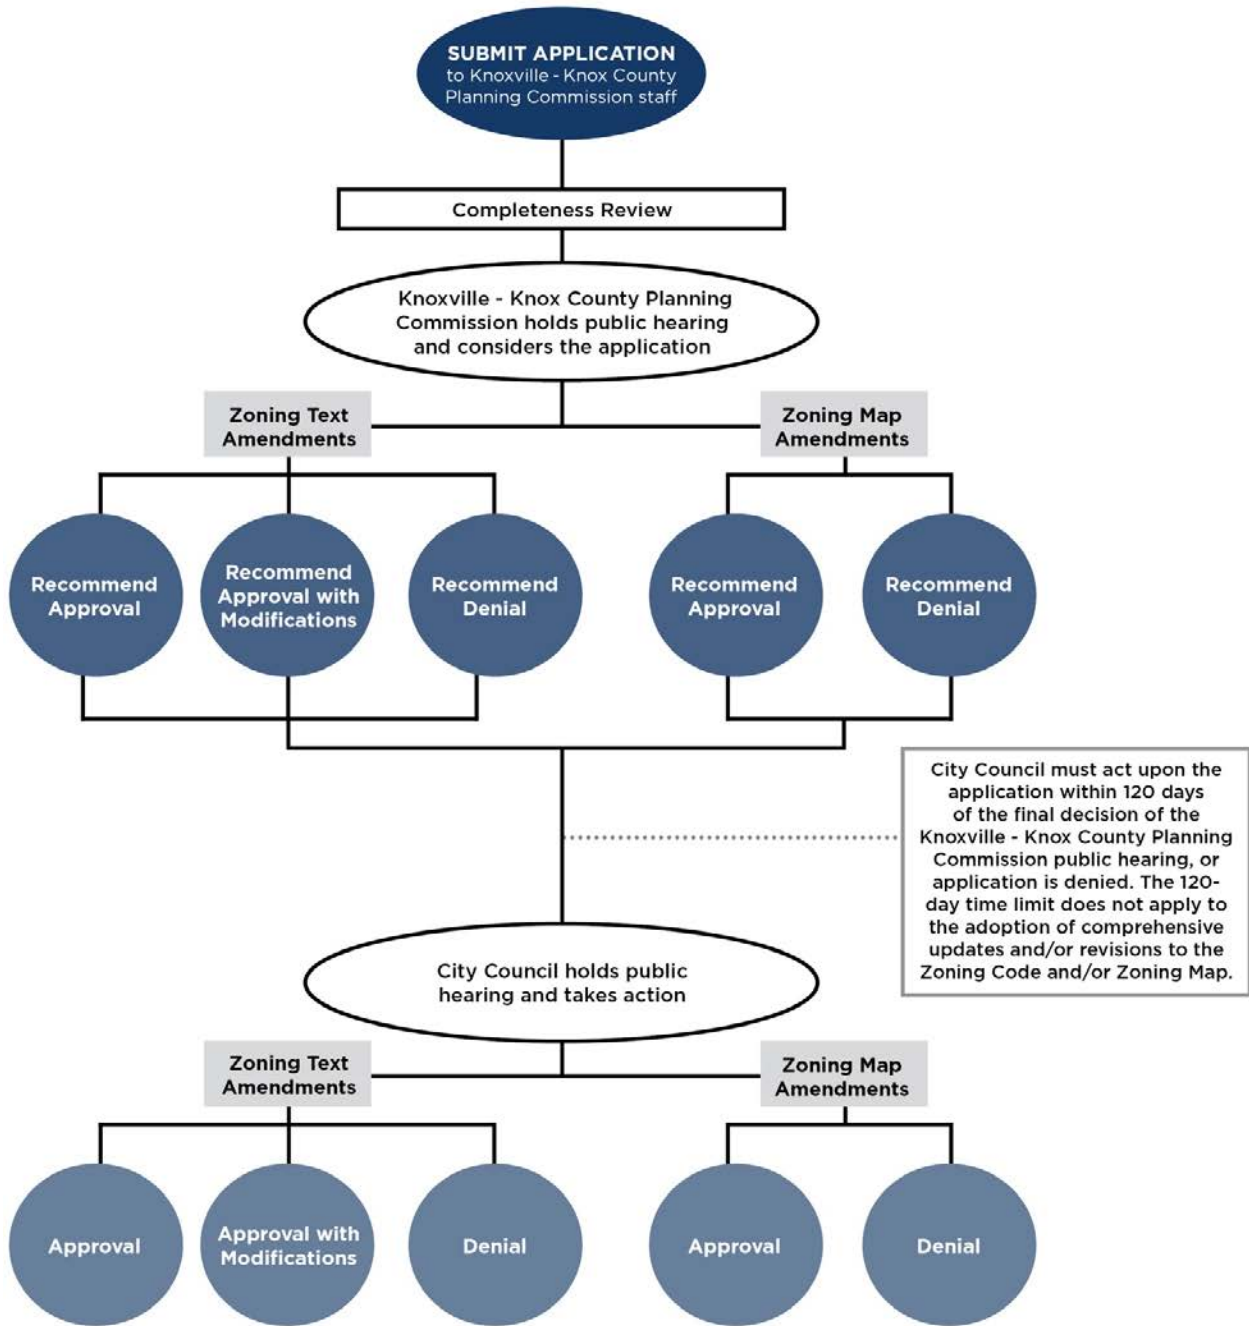 SUBMIT APPLICATION
to Knoxville - Knox County
Planning Commission staff
Completeness Review
Knoxville - Knox County Planning
Commission holds public hearing
and considers the application
Zoning Text
Amendments
Zoning Map
Amendments
Recommend
Approval
Recommend
Approval with
Modifications
Recommend
Denial
Recommend
Approval
Recommend
Denial
City Council must act upon the
application within 120 days
of the final decision of the
Knoxville - Knox County Planning
Commission public hearing, or
application is denied. The 120-
day time limit does not apply to
the adoption of comprehensive
updates and/or revisions to the
Zoning Code and/or Zoning Map.
City Council holds public
hearing and takes action
Zoning Text
Amendments
Zoning Map
Amendments
Approval
Approval with
Modifications
Denial
Approval
Denial